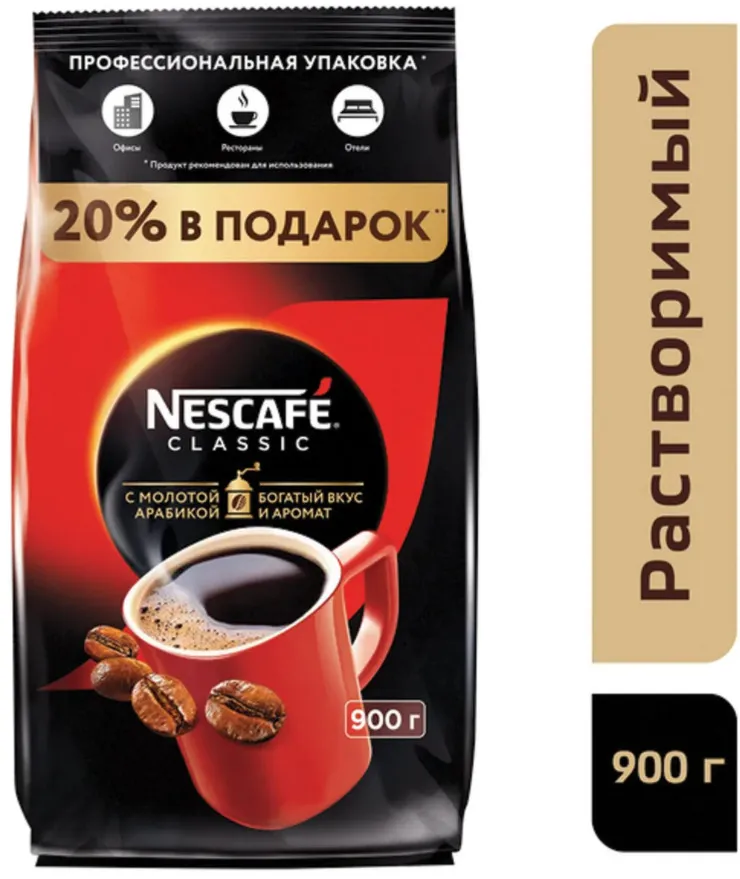 ПРОФЕССИОНАЛЬНАЯ УПАКОВКА *
Офисы
Рестораны
Отели
* Продукт рекомендован для использования
20% В ПОДАРОК**
NESCAFÉ®
CLASSIC
С МОЛОТОЙ АРАБИКОЙ
БОГАТЫЙ ВКУС И АРОМАТ
900 г
Растворимый
900 г